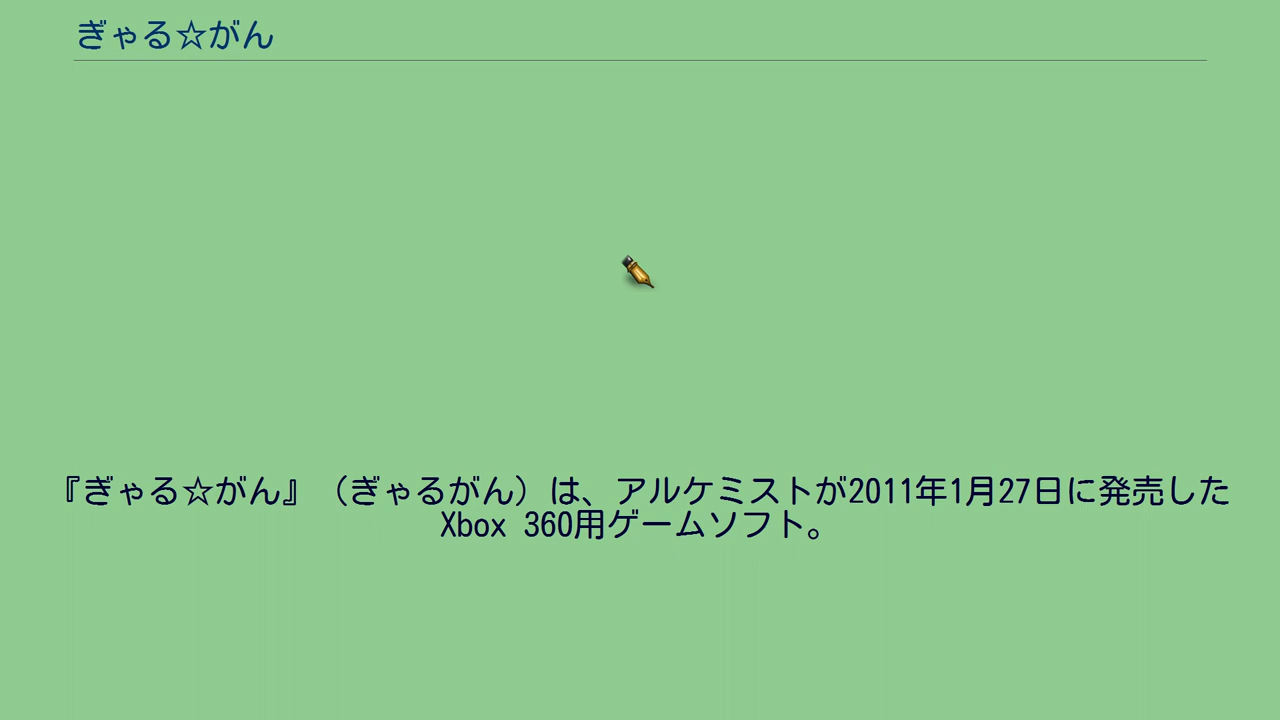 ぎゃる☆がん
『ぎゃる☆がん』（ぎゃるがん）は、アルケミストが2011年1月27日に発売した
Xbox 360用ゲームソフト。